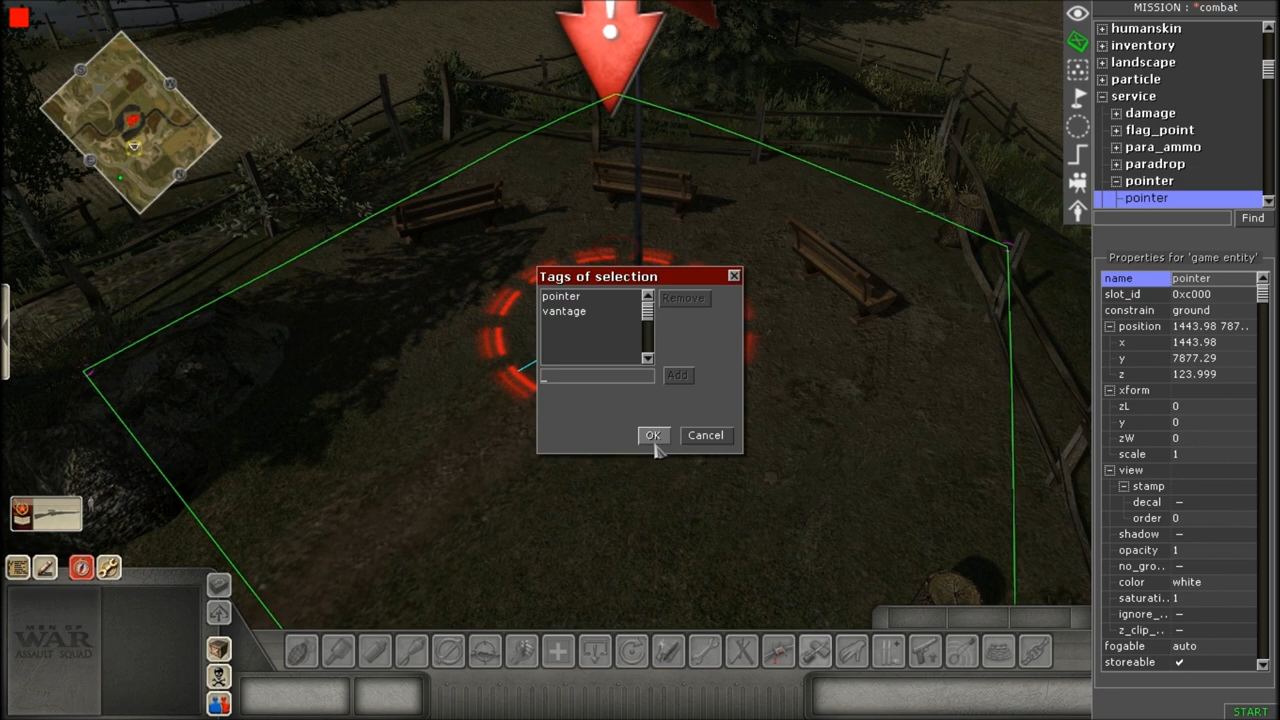 MISSION : *combat
humanskin
inventory
landscape
particle
service
damage
flag_point
para_ammo
paradrop
pointer
pointer
Find
Properties for 'game entity'
name pointer
slot_id 0xc000
constrain ground
position 1443.98 787..
x 1443.98
y 7877.29
z 123.999
xform
zL 0
y 0
zW 0
scale 1
view
stamp
decal –
order 0
shadow –
opacity 1
no_gro.. –
color white
saturati.. 1
ignore_.. –
z_clip_.. –
fogable auto
storeable ✔
START
!
Tags of selection
pointer
vantage
Remove
Add
OK
Cancel
MEN OF
WAR
ASSAULT SQUAD